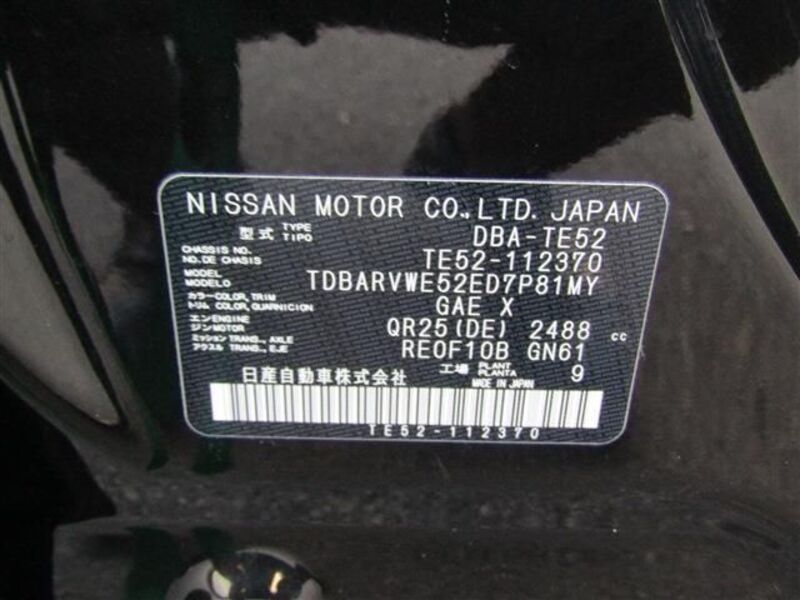 NISSAN MOTOR CO.,LTD. JAPAN
型式 TYPE TIPO DBA-TE52
CHASSIS NO. NO. DE CHASIS TE52-112370
MODEL MODELO TDBARVWE52ED7P81MY
カラー COLOR, TRIM トリム COLOR, GUARNICION GAE X
エンジン ENGINE MOTOR QR25(DE) 2488 cc
ミッション TRANS., AXLE アクスル TRANS., EJE RE0F10B GN61
工場 PLANT PLANTA 9
日産自動車株式会社 MADE IN JAPAN
TE52-112370